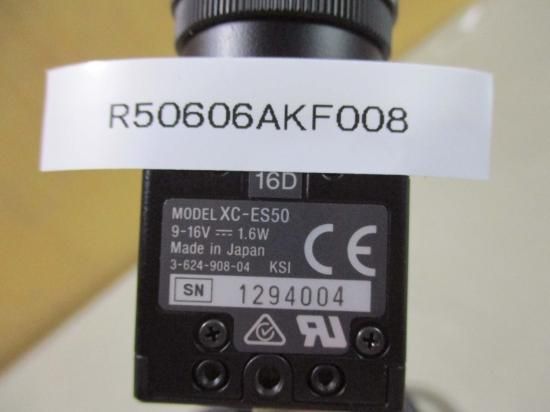 R50606AKF008
16D
MODEL XC-ES50
9-16V ⎓ 1.6W
Made in Japan
3-624-908-04 KSI
CE
SN 1294004